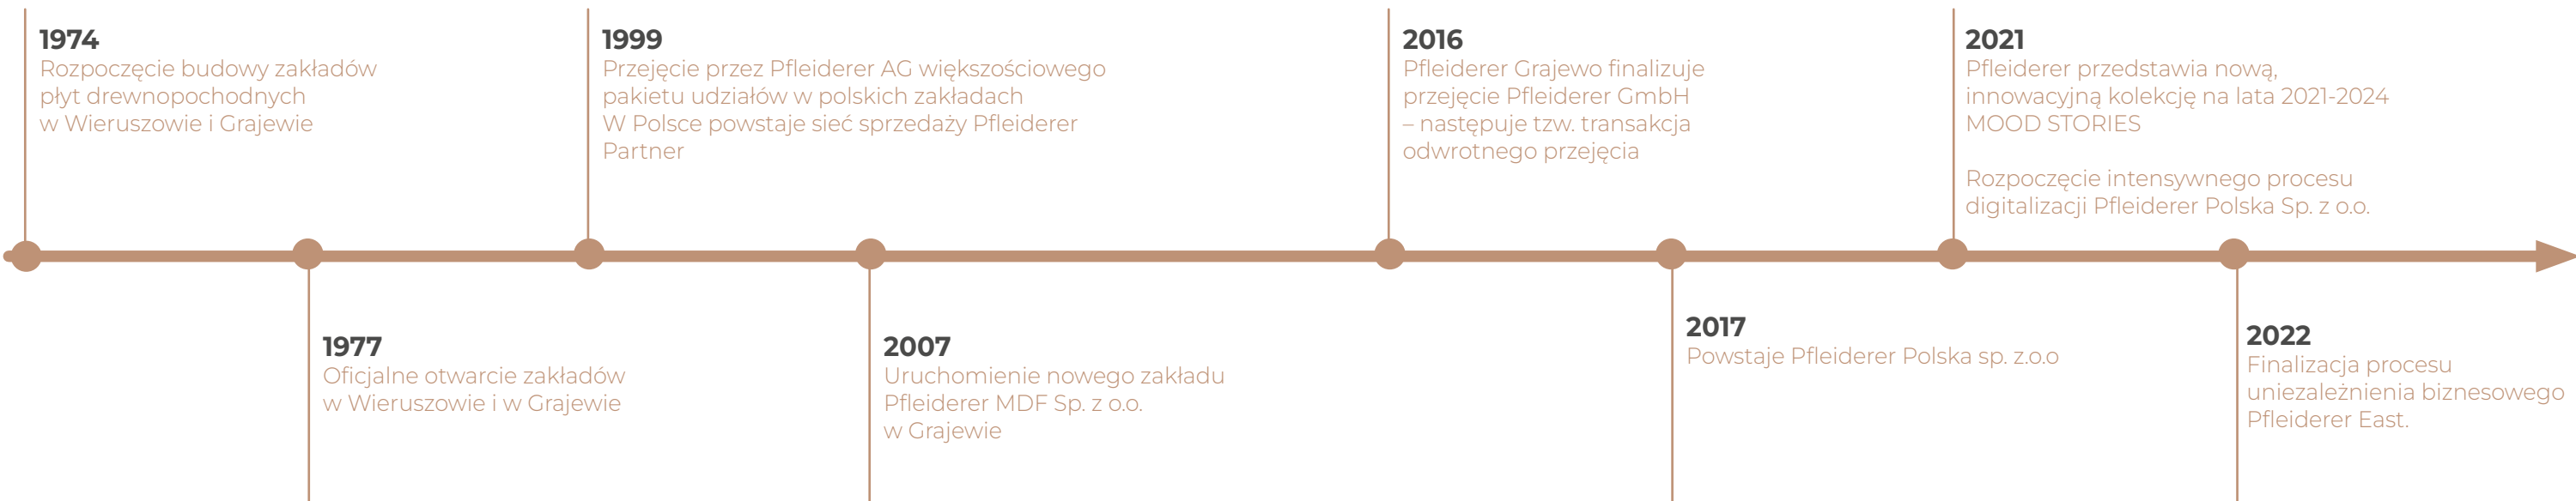 1974
Rozpoczęcie budowy zakładów
płyt drewnopochodnych
w Wieruszowie i Grajewie
1977
Oficjalne otwarcie zakładów
w Wieruszowie i w Grajewie
1999
Przejęcie przez Pfleiderer AG większościowego
pakietu udziałów w polskich zakładach
W Polsce powstaje sieć sprzedaży Pfleiderer
Partner
2007
Uruchomienie nowego zakładu
Pfleiderer MDF Sp. z o.o.
w Grajewie
2016
Pfleiderer Grajewo finalizuje
przejęcie Pfleiderer GmbH
– następuje tzw. transakcja
odwrotnego przejęcia
2017
Powstaje Pfleiderer Polska sp. z.o.o
2021
Pfleiderer przedstawia nową,
innowacyjną kolekcję na lata 2021-2024
MOOD STORIES
Rozpoczęcie intensywnego procesu
digitalizacji Pfleiderer Polska Sp. z o.o.
2022
Finalizacja procesu
uniezależnienia biznesowego
Pfleiderer East.